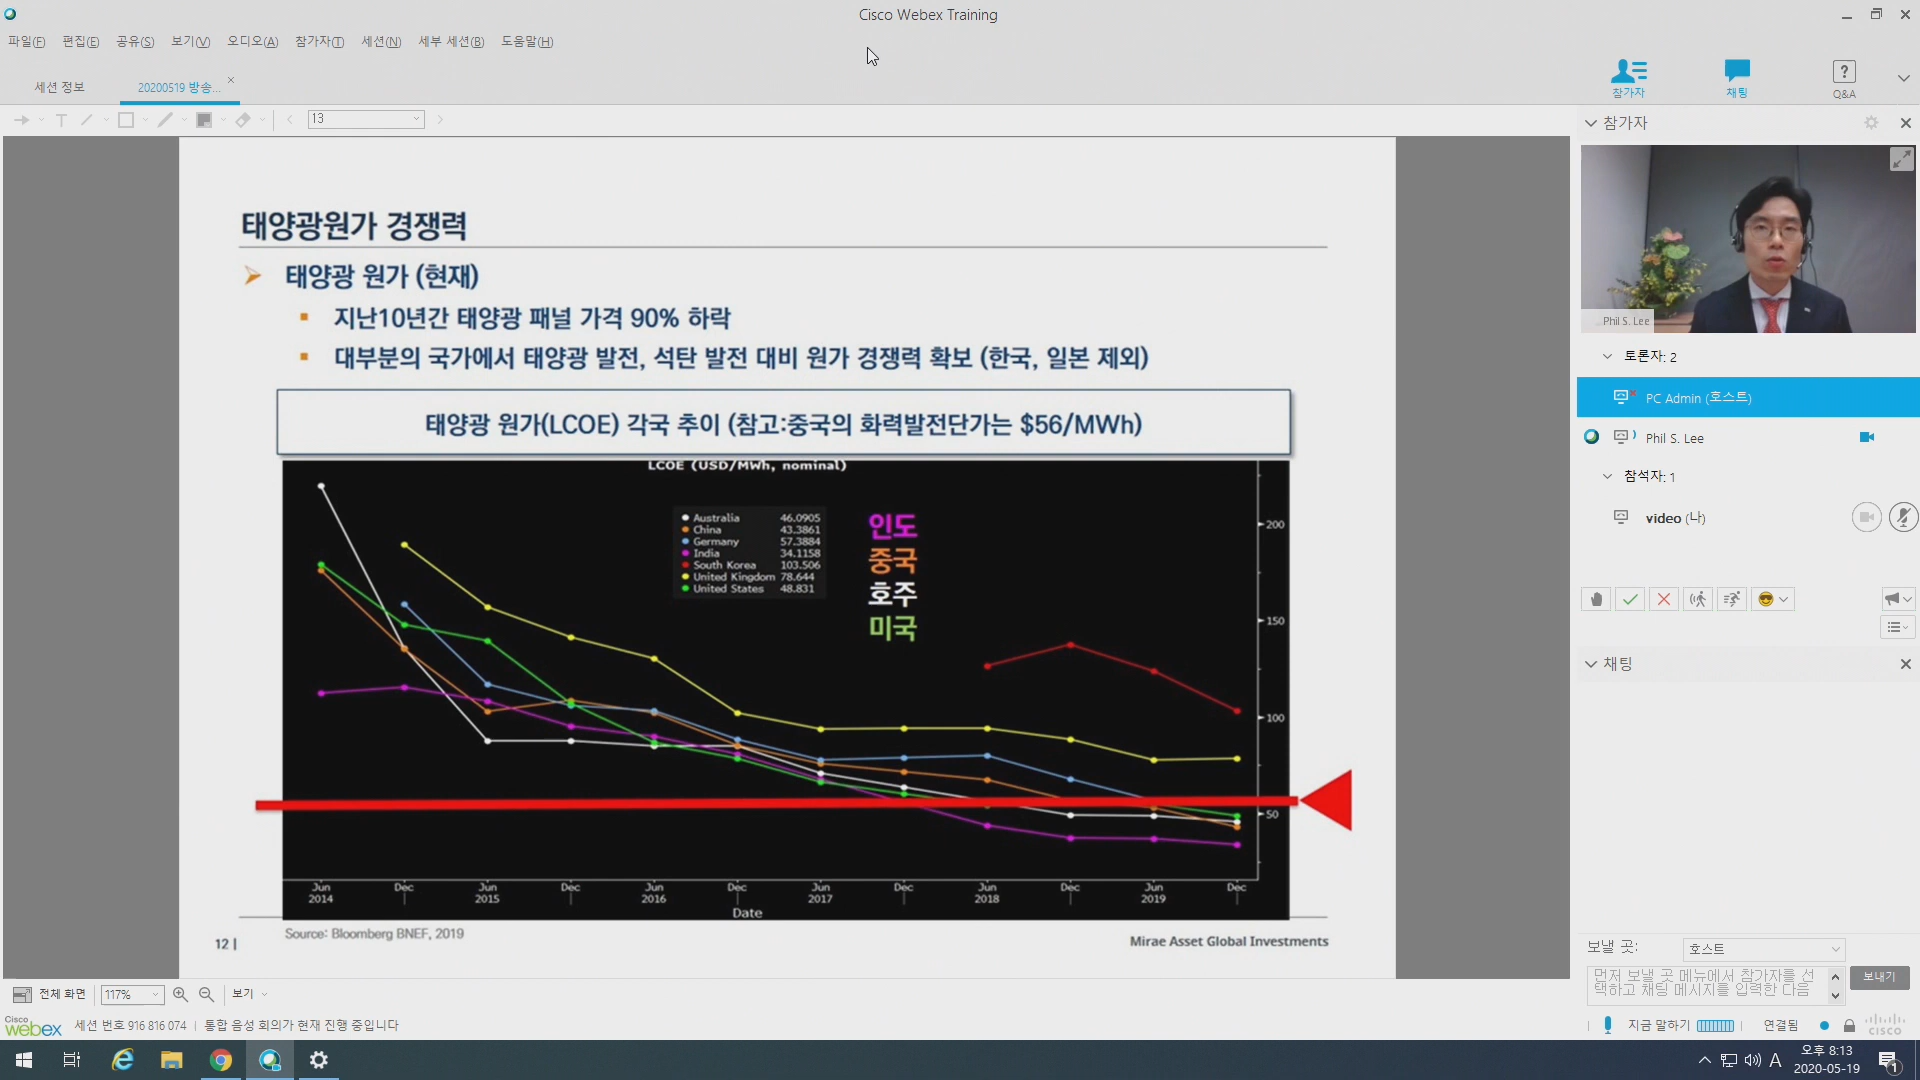 Cisco Webex Training
파일(F) 편집(E) 공유(S) 보기(V) 오디오(A) 참가자(T) 세션(N) 세부 세션(B) 도움말(H)
세션 정보
20200519 방송...
참가자
채팅
Q&A
13
참가자
태양광원가 경쟁력
태양광 원가 (현재)
지난10년간 태양광 패널 가격 90% 하락
대부분의 국가에서 태양광 발전, 석탄 발전 대비 원가 경쟁력 확보 (한국, 일본 제외)
태양광 원가(LCOE) 각국 추이 (참고:중국의 화력발전단가는 $56/MWh)
LCOE (USD/MWh, nominal)
Australia 46.0905
China 43.3861
Germany 57.3884
India 34.1158
South Korea 103.506
United Kingdom 78.644
United States 48.831
인도
중국
호주
미국
200
150
100
50
Jun Dec Jun Dec Jun Dec Jun Dec Jun Dec Jun Dec
2014 2015 2016 2017 2018 2019
Date
Source: Bloomberg BNEF, 2019
12 |
Mirae Asset Global Investments
Phil S. Lee
토론자: 2
PC Admin (호스트)
Phil S. Lee
참석자: 1
video (나)
채팅
보낼 곳:
호스트
먼저 보낼 곳 메뉴에서 참가자를 선
택하고 채팅 메시지를 입력한 다음
보내기
전체 화면
117%
보기
Cisco
webex
세션 번호 916 816 074 | 통합 음성 회의가 현재 진행 중입니다
지금 말하기
연결됨
cisco
A
오후 8:13
2020-05-19
1